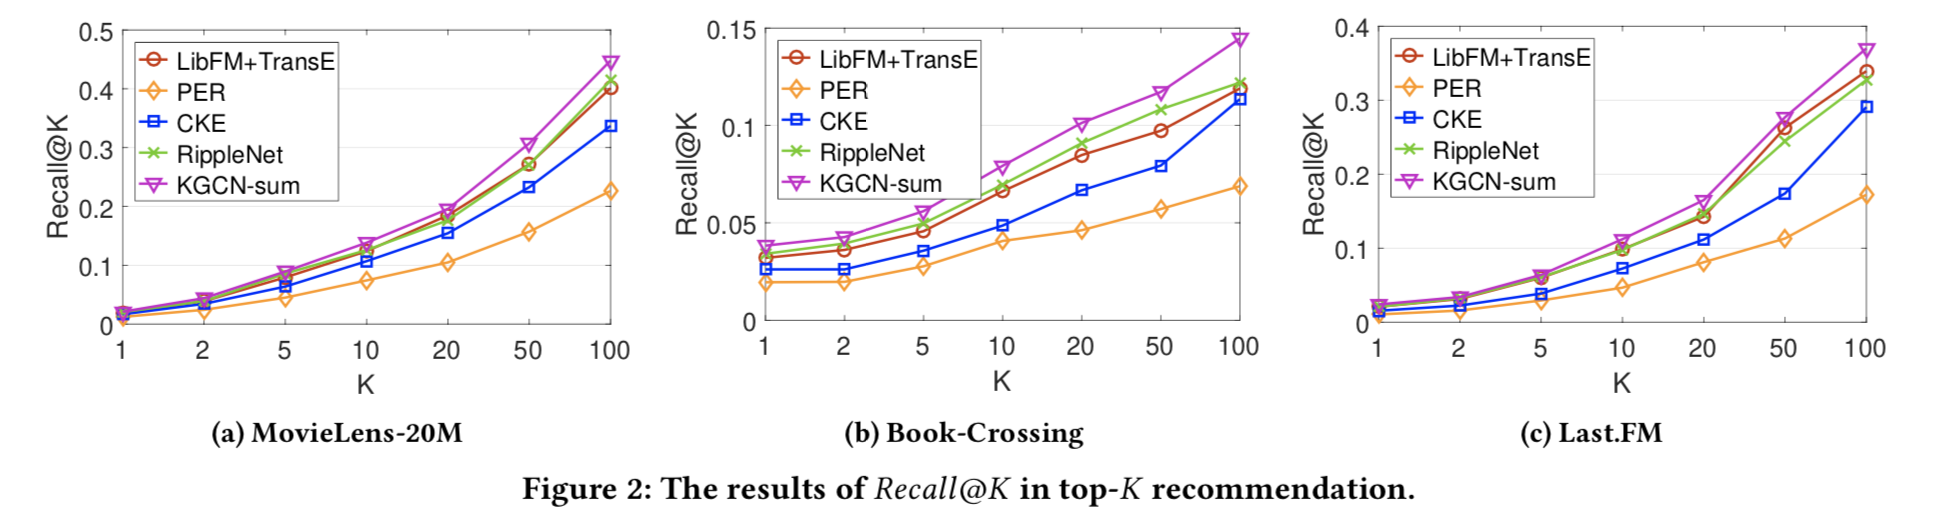 Recall@K
0.5
0.4
0.3
0.2
0.1
0
LibFM+TransE
PER
CKE
RippleNet
KGCN-sum
1 2 5 10 20 50 100
K
(a) MovieLens-20M
Recall@K
0.15
0.1
0.05
0
LibFM+TransE
PER
CKE
RippleNet
KGCN-sum
1 2 5 10 20 50 100
K
(b) Book-Crossing
Recall@K
0.4
0.3
0.2
0.1
0
LibFM+TransE
PER
CKE
RippleNet
KGCN-sum
1 2 5 10 20 50 100
K
(c) Last.FM
Figure 2: The results of Recall@K in top-K recommendation.